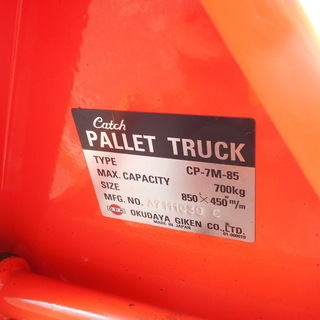 Catch
PALLET TRUCK
TYPE CP-7M-85
MAX. CAPACITY 700kg
SIZE 850 × 450 m/m
MFG. NO.
OKUDAYA GIKEN CO., LTD.
MADE IN JAPAN